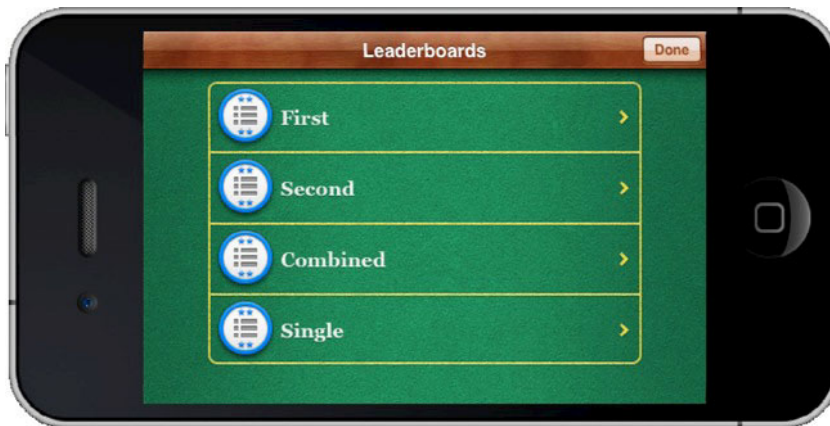 Leaderboards
Done
First
Second
Combined
Single